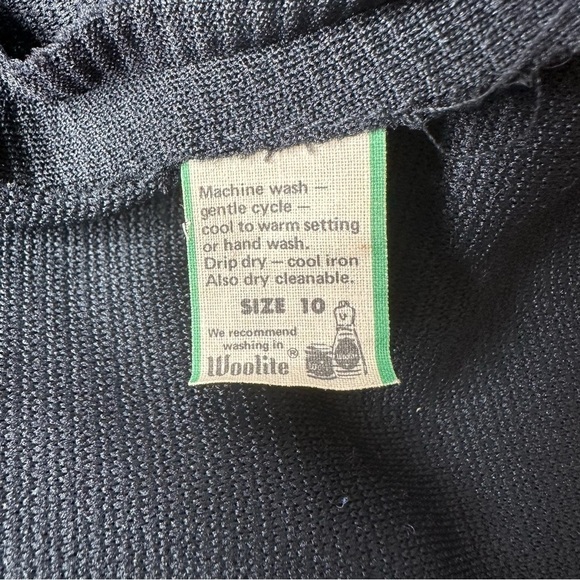 Machine wash —
gentle cycle —
cool to warm setting
or hand wash.
Drip dry — cool iron
Also dry cleanable.
SIZE 10
We recommend
washing in
Woolite®